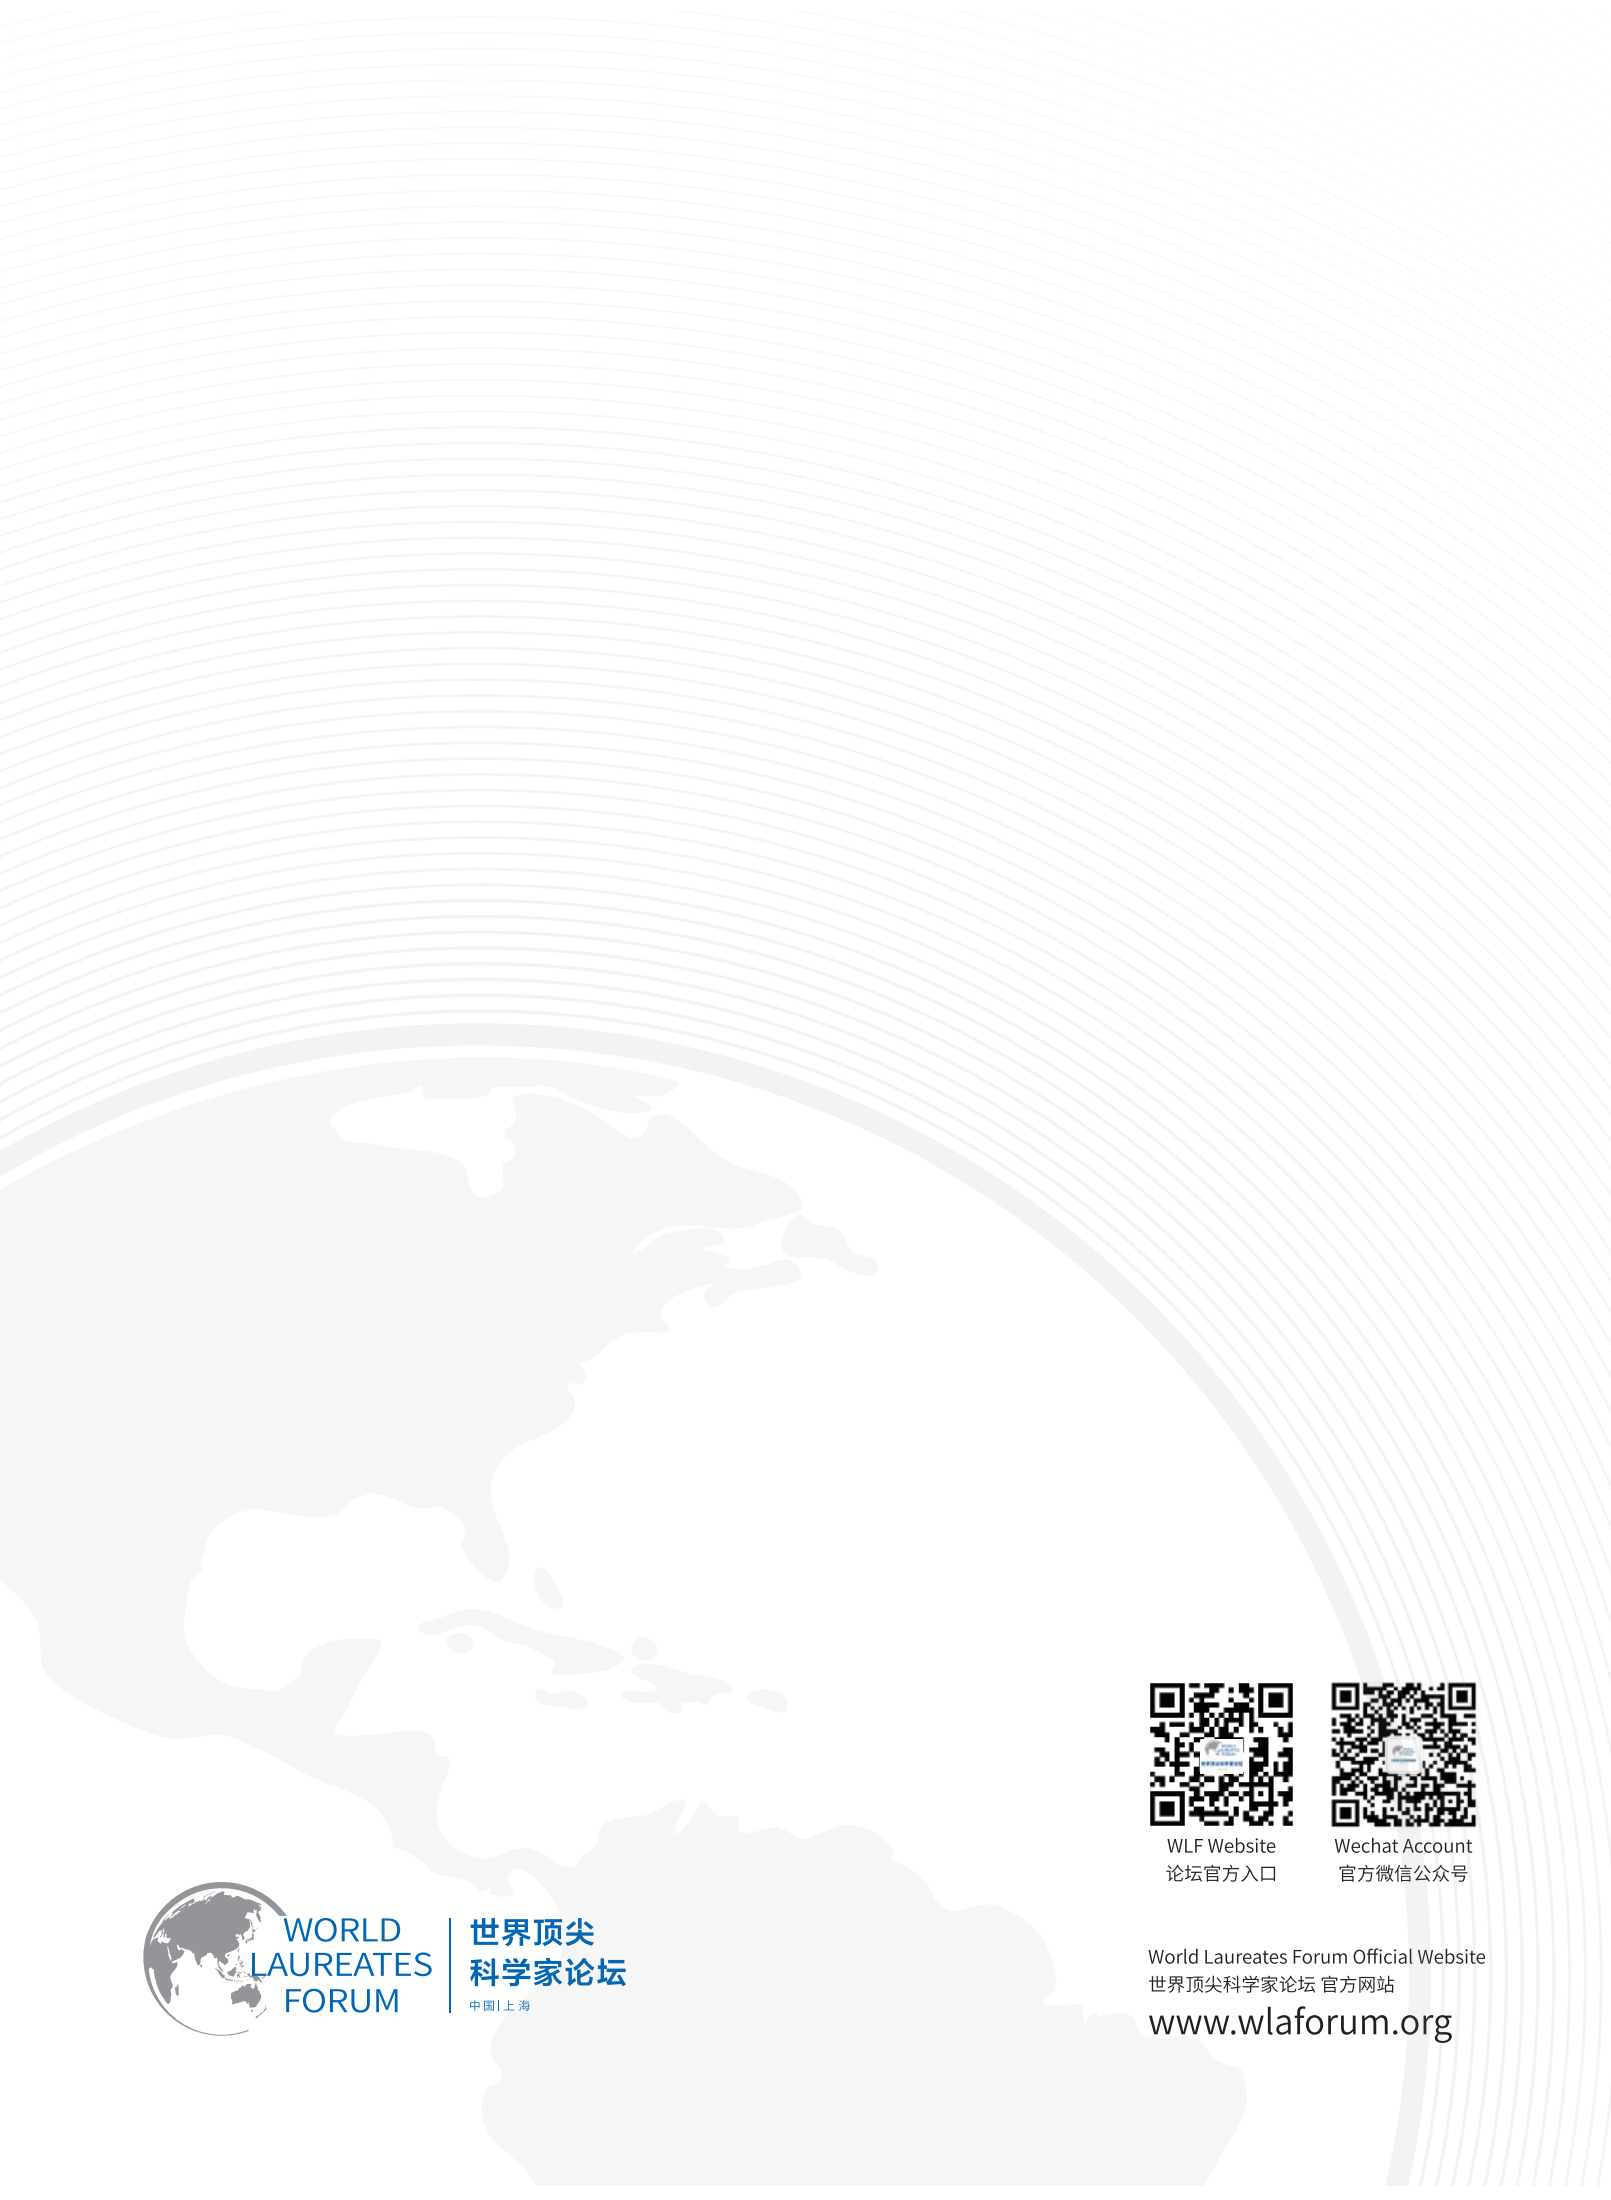 WLF Website
论坛官方入口
Wechat Account
官方微信公众号
WORLD
LAUREATES
FORUM
世界顶尖
科学家论坛
中国 | 上海
World Laureates Forum Official Website
世界顶尖科学家论坛 官方网站
www.wlaforum.org